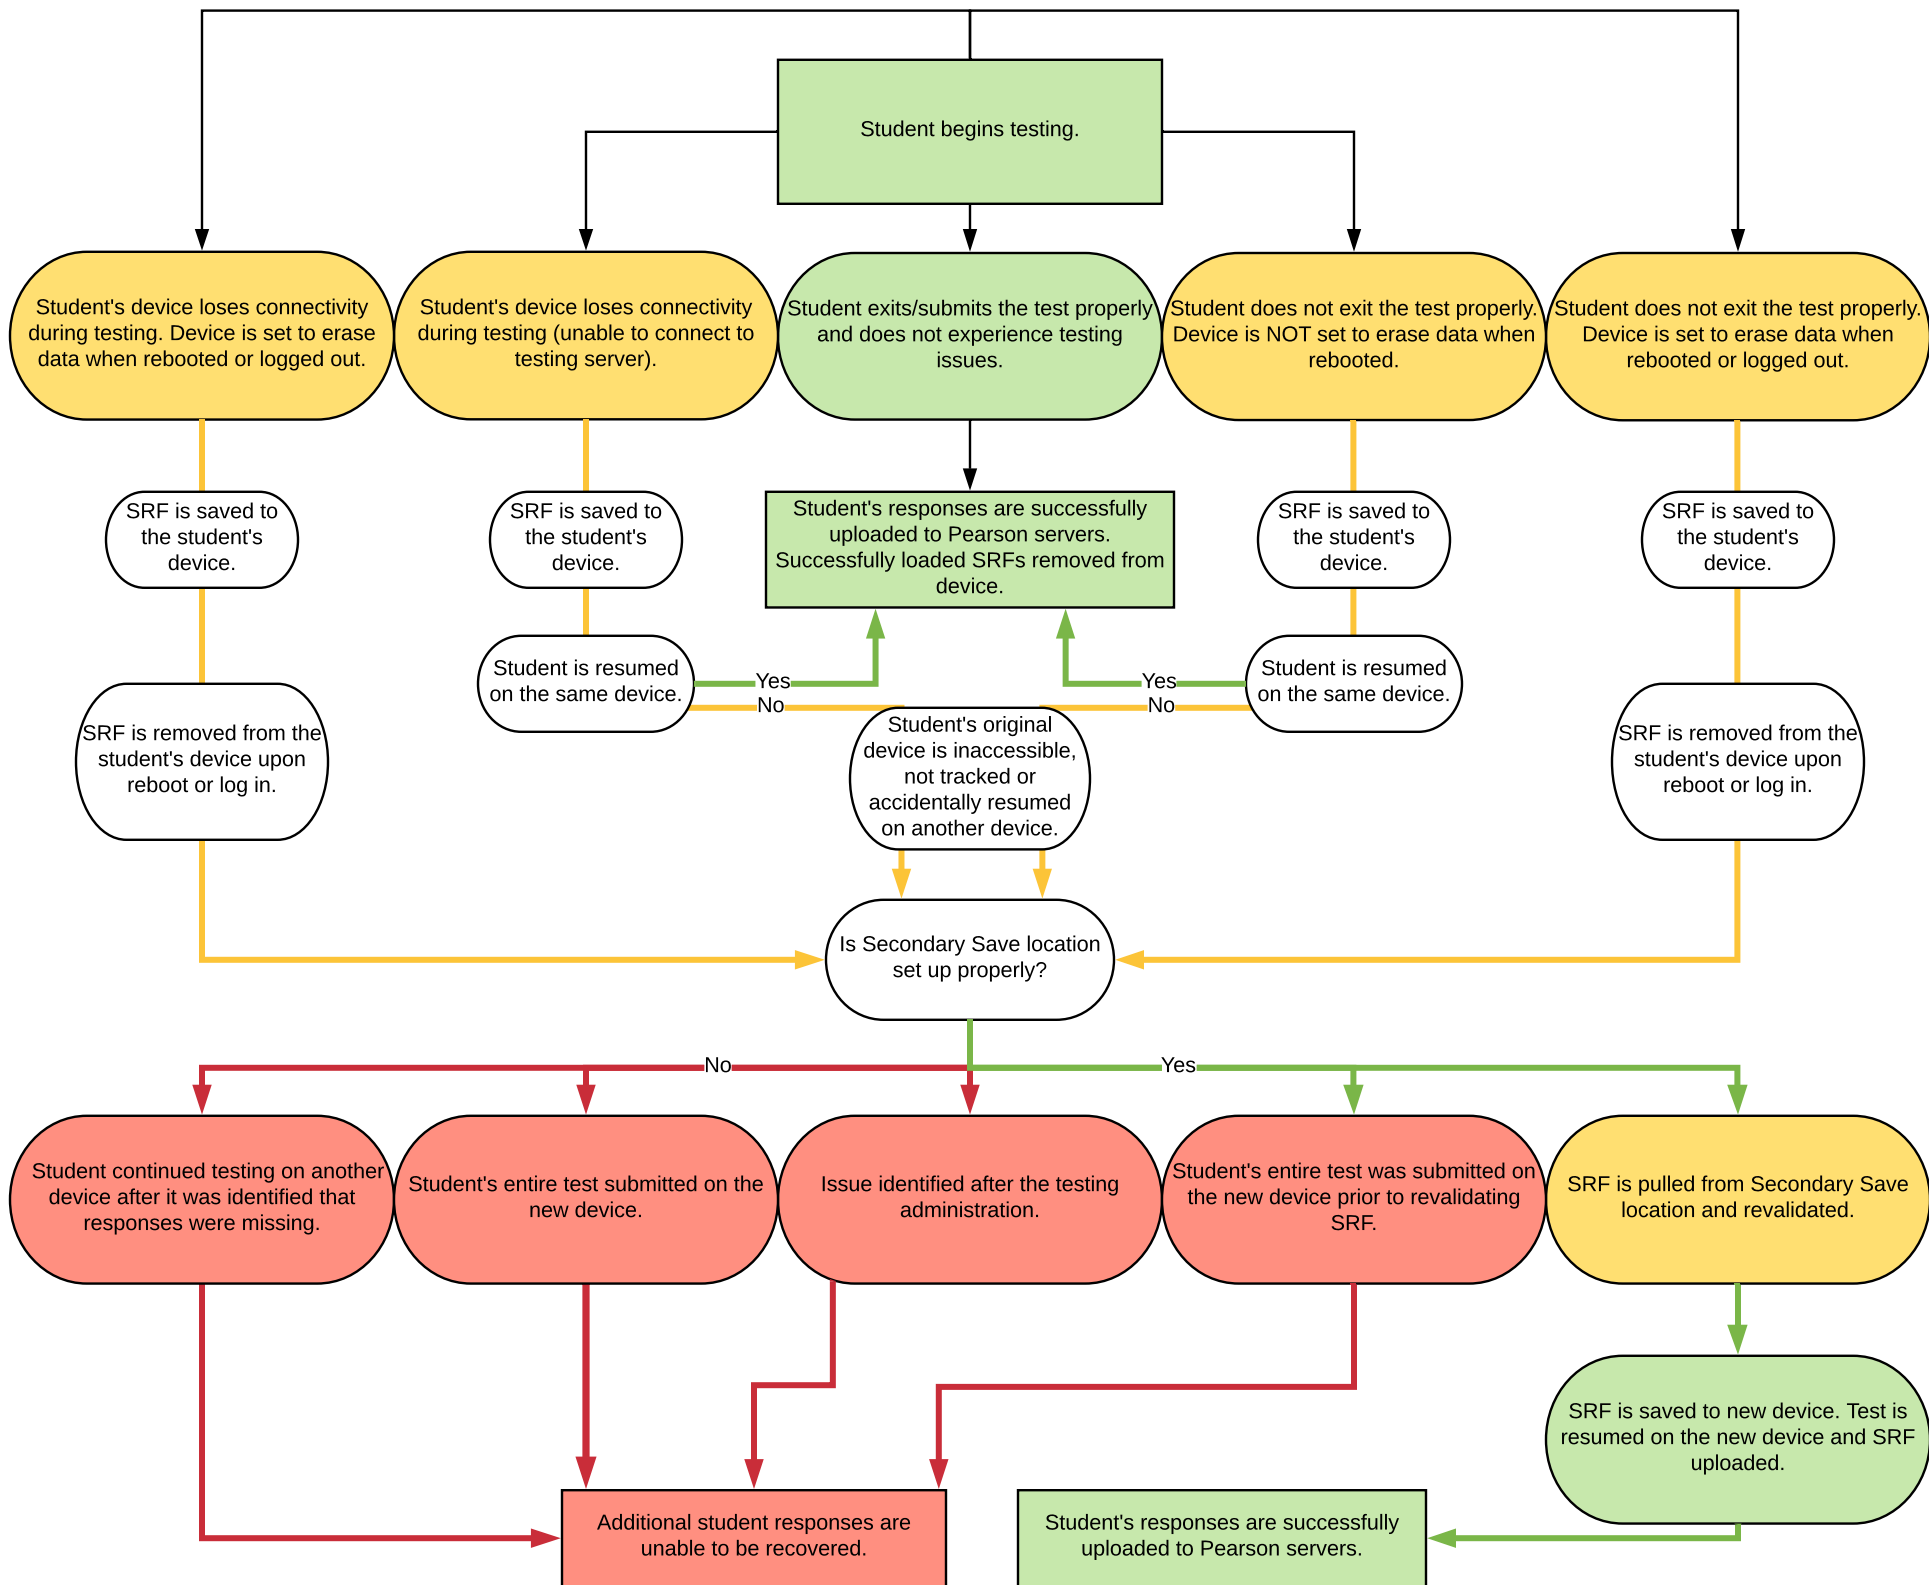 Student begins testing.
Student's device loses connectivity
during testing. Device is set to erase
data when rebooted or logged out.
Student's device loses connectivity
during testing (unable to connect to
testing server).
Student exits/submits the test properly
and does not experience testing
issues.
Student does not exit the test properly.
Device is NOT set to erase data when
rebooted.
Student does not exit the test properly.
Device is set to erase data when
rebooted or logged out.
SRF is saved to
the student's
device.
SRF is saved to
the student's
device.
Student's responses are successfully
uploaded to Pearson servers.
Successfully loaded SRFs removed from
device.
SRF is saved to
the student's
device.
SRF is saved to
the student's
device.
Student is resumed
on the same device.
Yes
No
Yes
No
Student is resumed
on the same device.
SRF is removed from the
student's device upon
reboot or log in.
Student's original
device is inaccessible,
not tracked or
accidentally resumed
on another device.
SRF is removed from the
student's device upon
reboot or log in.
Is Secondary Save location
set up properly?
No
Yes
Student continued testing on another
device after it was identified that
responses were missing.
Student's entire test submitted on the
new device.
Issue identified after the testing
administration.
Student's entire test was submitted on
the new device prior to revalidating
SRF.
SRF is pulled from Secondary Save
location and revalidated.
SRF is saved to new device. Test is
resumed on the new device and SRF
uploaded.
Additional student responses are
unable to be recovered.
Student's responses are successfully
uploaded to Pearson servers.